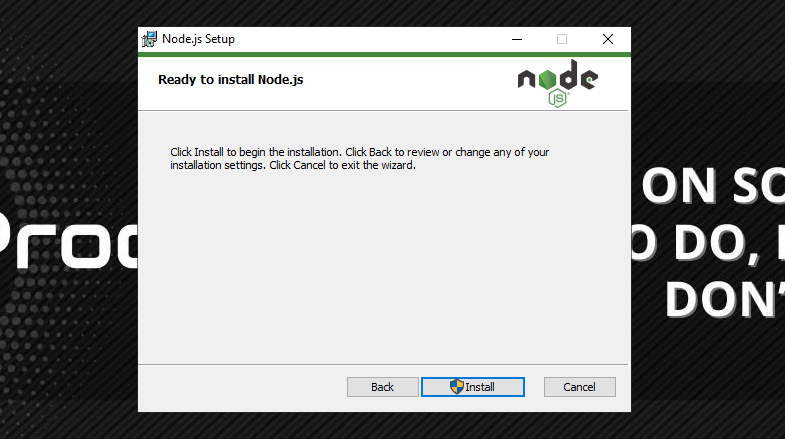 Node.js Setup
Ready to install Node.js
node
JS
Click Install to begin the installation. Click Back to review or change any of your
installation settings. Click Cancel to exit the wizard.
ON SO
O DO,
DON'
Back
Install
Cancel